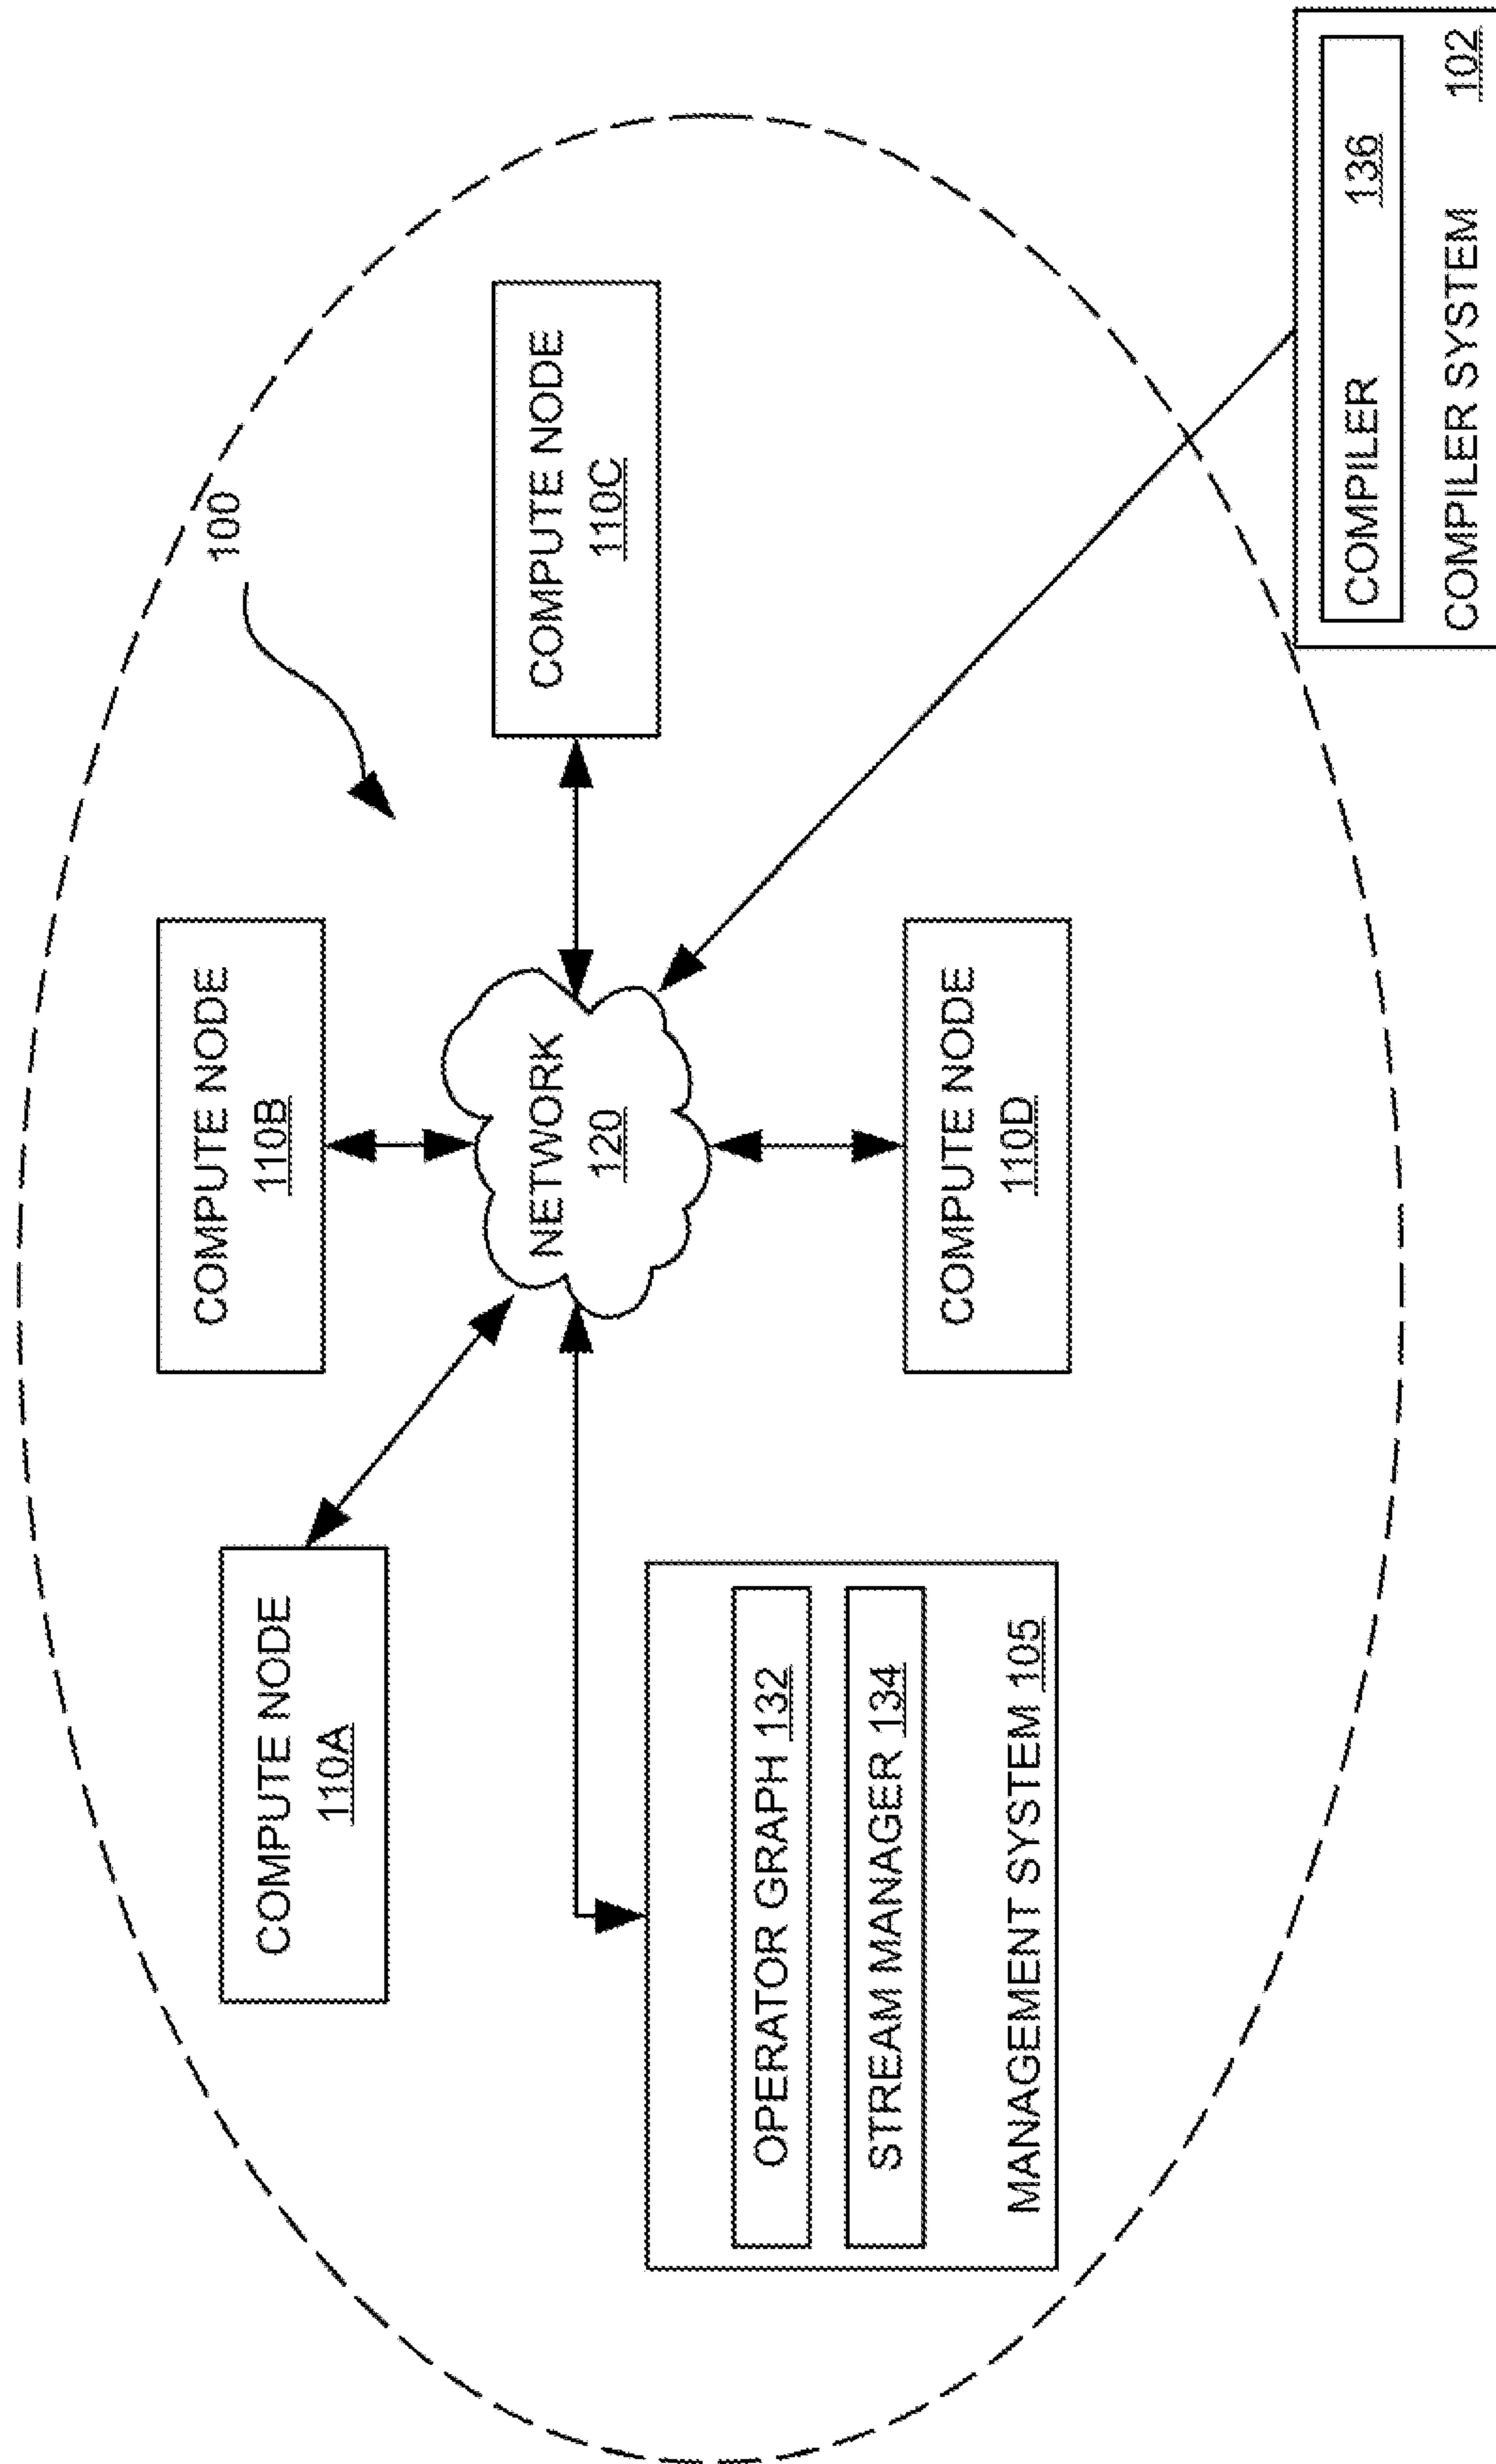 100
COMPUTE NODE
110A
COMPUTE NODE
110B
COMPUTE NODE
110C
NETWORK
120
COMPUTE NODE
110D
OPERATOR GRAPH 132
STREAM MANAGER 134
MANAGEMENT SYSTEM 105
COMPILER 136
COMPILER SYSTEM 102